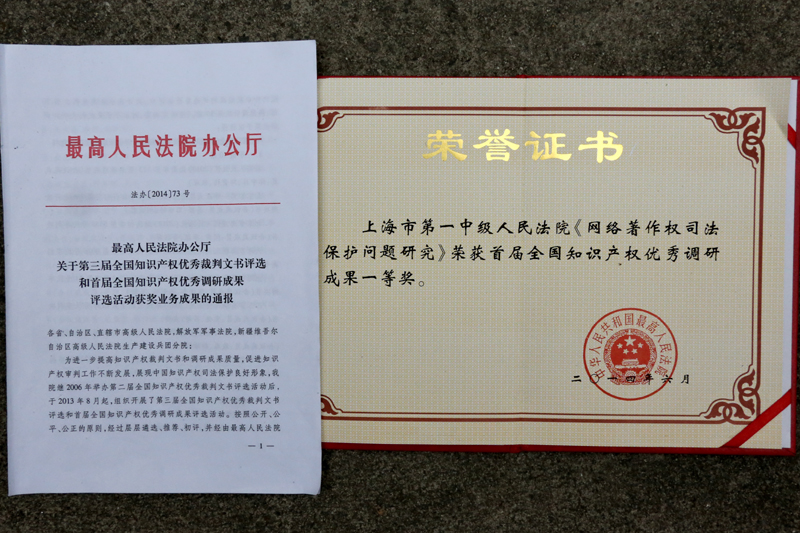 最高人民法院办公厅
法办〔2014〕73 号
最高人民法院办公厅
关于第三届全国知识产权优秀裁判文书评选
和首届全国知识产权优秀调研成果
评选活动获奖业务成果的通报
各省、自治区、直辖市高级人民法院,解放军军事法院,新疆维吾尔
自治区高级人民法院生产建设兵团分院:
为进一步提高知识产权裁判文书和调研成果质量,促进知识
产权审判工作不断发展,展现中国知识产权司法保护良好形象,我
院继 2006 年举办第二届全国知识产权优秀裁判文书评选活动后,
于 2013 年 8 月起,组织开展了第三届全国知识产权优秀裁判文书
评选和首届全国知识产权优秀调研成果评选活动。按照公开、公
平、公正的原则,经过层层遴选、推荐、初评,并经由最高人民法院
— 1 —
荣誉证书
上海市第一中级人民法院《网络著作权司法
保护问题研究》荣获首届全国知识产权优秀调研
成果一等奖。
中华人民共和国最高人民法院
二〇一四年六月